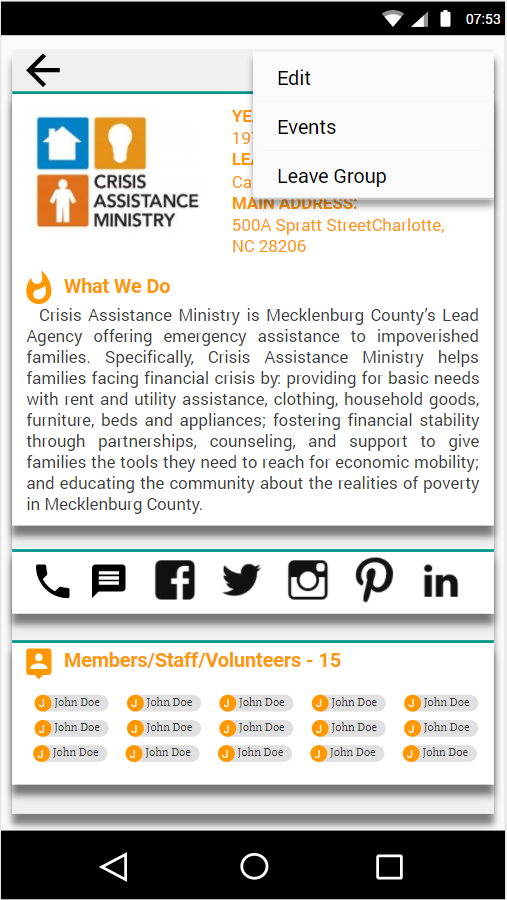 07:53
Edit
Events
Leave Group
CRISIS
ASSISTANCE
MINISTRY
MAIN ADDRESS:
500A Spratt StreetCharlotte,
NC 28206
What We Do
Crisis Assistance Ministry is Mecklenburg County's Lead
Agency offering emergency assistance to impoverished
families. Specifically, Crisis Assistance Ministry helps
families facing financial crisis by: providing for basic needs
with rent and utility assistance, clothing, household goods,
furniture, beds and appliances; fostering financial stability
through partnerships, counseling, and support to give
families the tools they need to reach for economic mobility;
and educating the community about the realities of poverty
in Mecklenburg County.
in
Members/Staff/Volunteers - 15
J John Doe J John Doe J John Doe J John Doe J John Doe
J John Doe J John Doe J John Doe J John Doe J John Doe
J John Doe J John Doe J John Doe J John Doe J John Doe